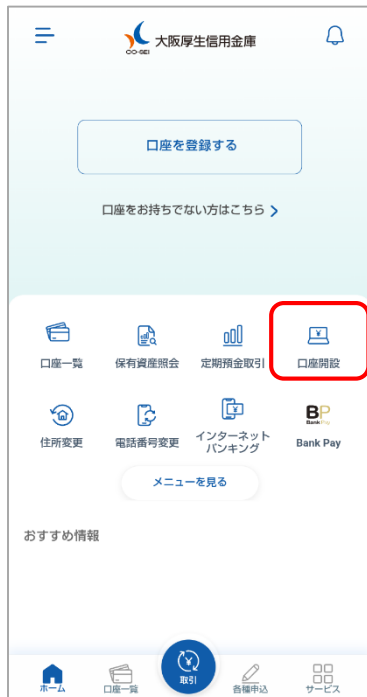 CO-SEI
大阪厚生信用金庫
口座を登録する
口座をお持ちでない方はこちら
口座一覧
保有資産照会
定期預金取引
¥
口座開設
住所変更
電話番号変更
¥
インターネット
バンキング
BP
Bank Pay
Bank Pay
メニューを見る
おすすめ情報
ホーム
口座一覧
¥
取引
各種申込
サービス